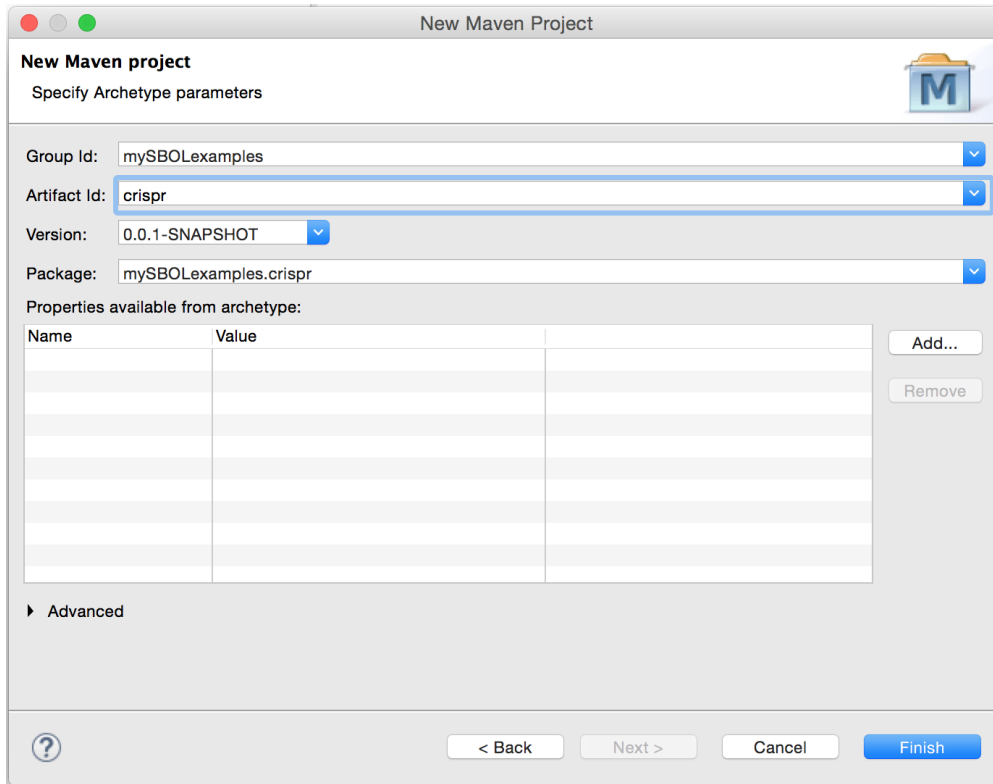 New Maven Project
New Maven project
Specify Archetype parameters
M
Group Id: mySBOLexamples
Artifact Id: crispr
Version: 0.0.1-SNAPSHOT
Package: mySBOLexamples.crispr
Properties available from archetype:
Name Value
Add...
Remove
Advanced
? < Back Next > Cancel Finish